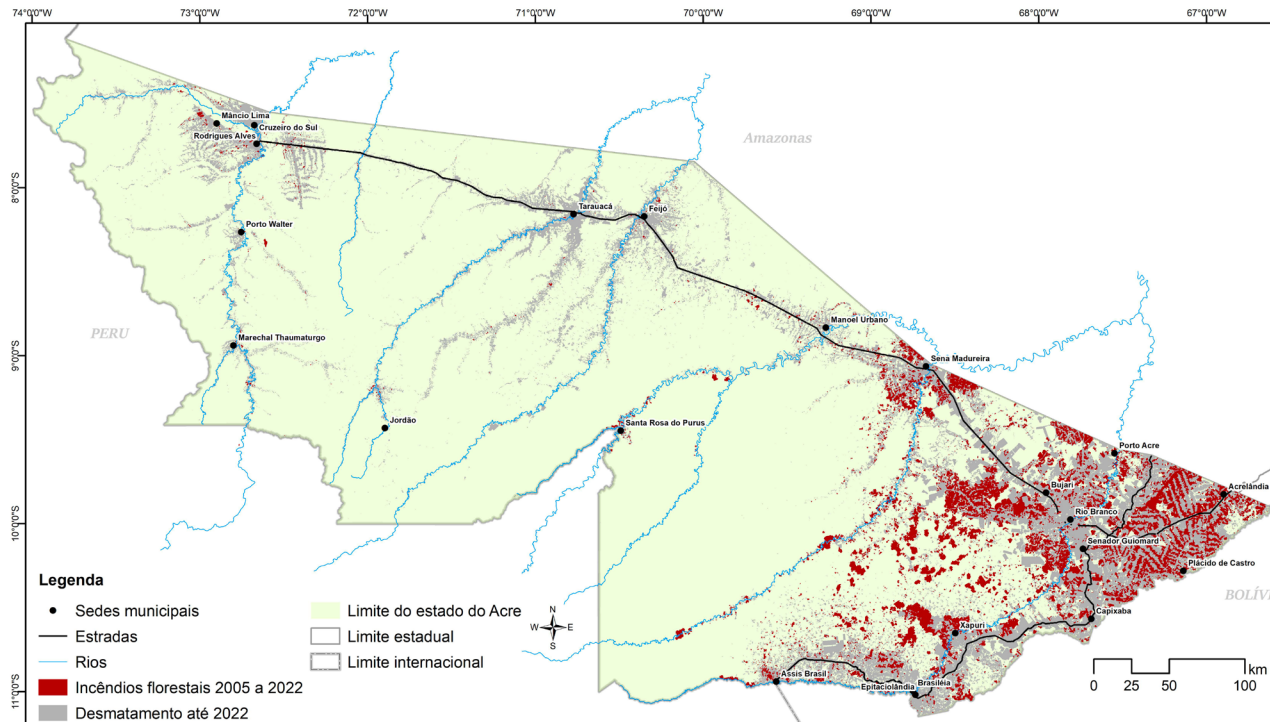 74°0'0"O 73°0'0"W 72°0'0"W 71°0'0"W 70°0'0"W 69°0'0"W 68°0'0"W 67°0'0"W
Amazonas
Mâncio Lima
Cruzeiro do Sul
Rodrigues Alves
8°0'0"S
Tarauacá
Feijó
Porto Walter
PERU
Manoel Urbano
Marechal Thaumaturgo
9°0'0"S
Sena Madureira
Jordão
Santa Rosa do Purus
Porto Acre
Bujari
Acrelândia
Rio Branco
10°0'0"S
Senador Guiomard
Plácido de Castro
BOLÍV
Capixaba
Xapuri
Assis Brasil
Epitaciolândia
Brasiléia
11°0'0"S
Legenda
Sedes municipais
Estradas
Rios
Incêndios florestais 2005 a 2022
Desmatamento até 2022
Limite do estado do Acre
Limite estadual
Limite internacional
N
W E
S
km
0 25 50 100